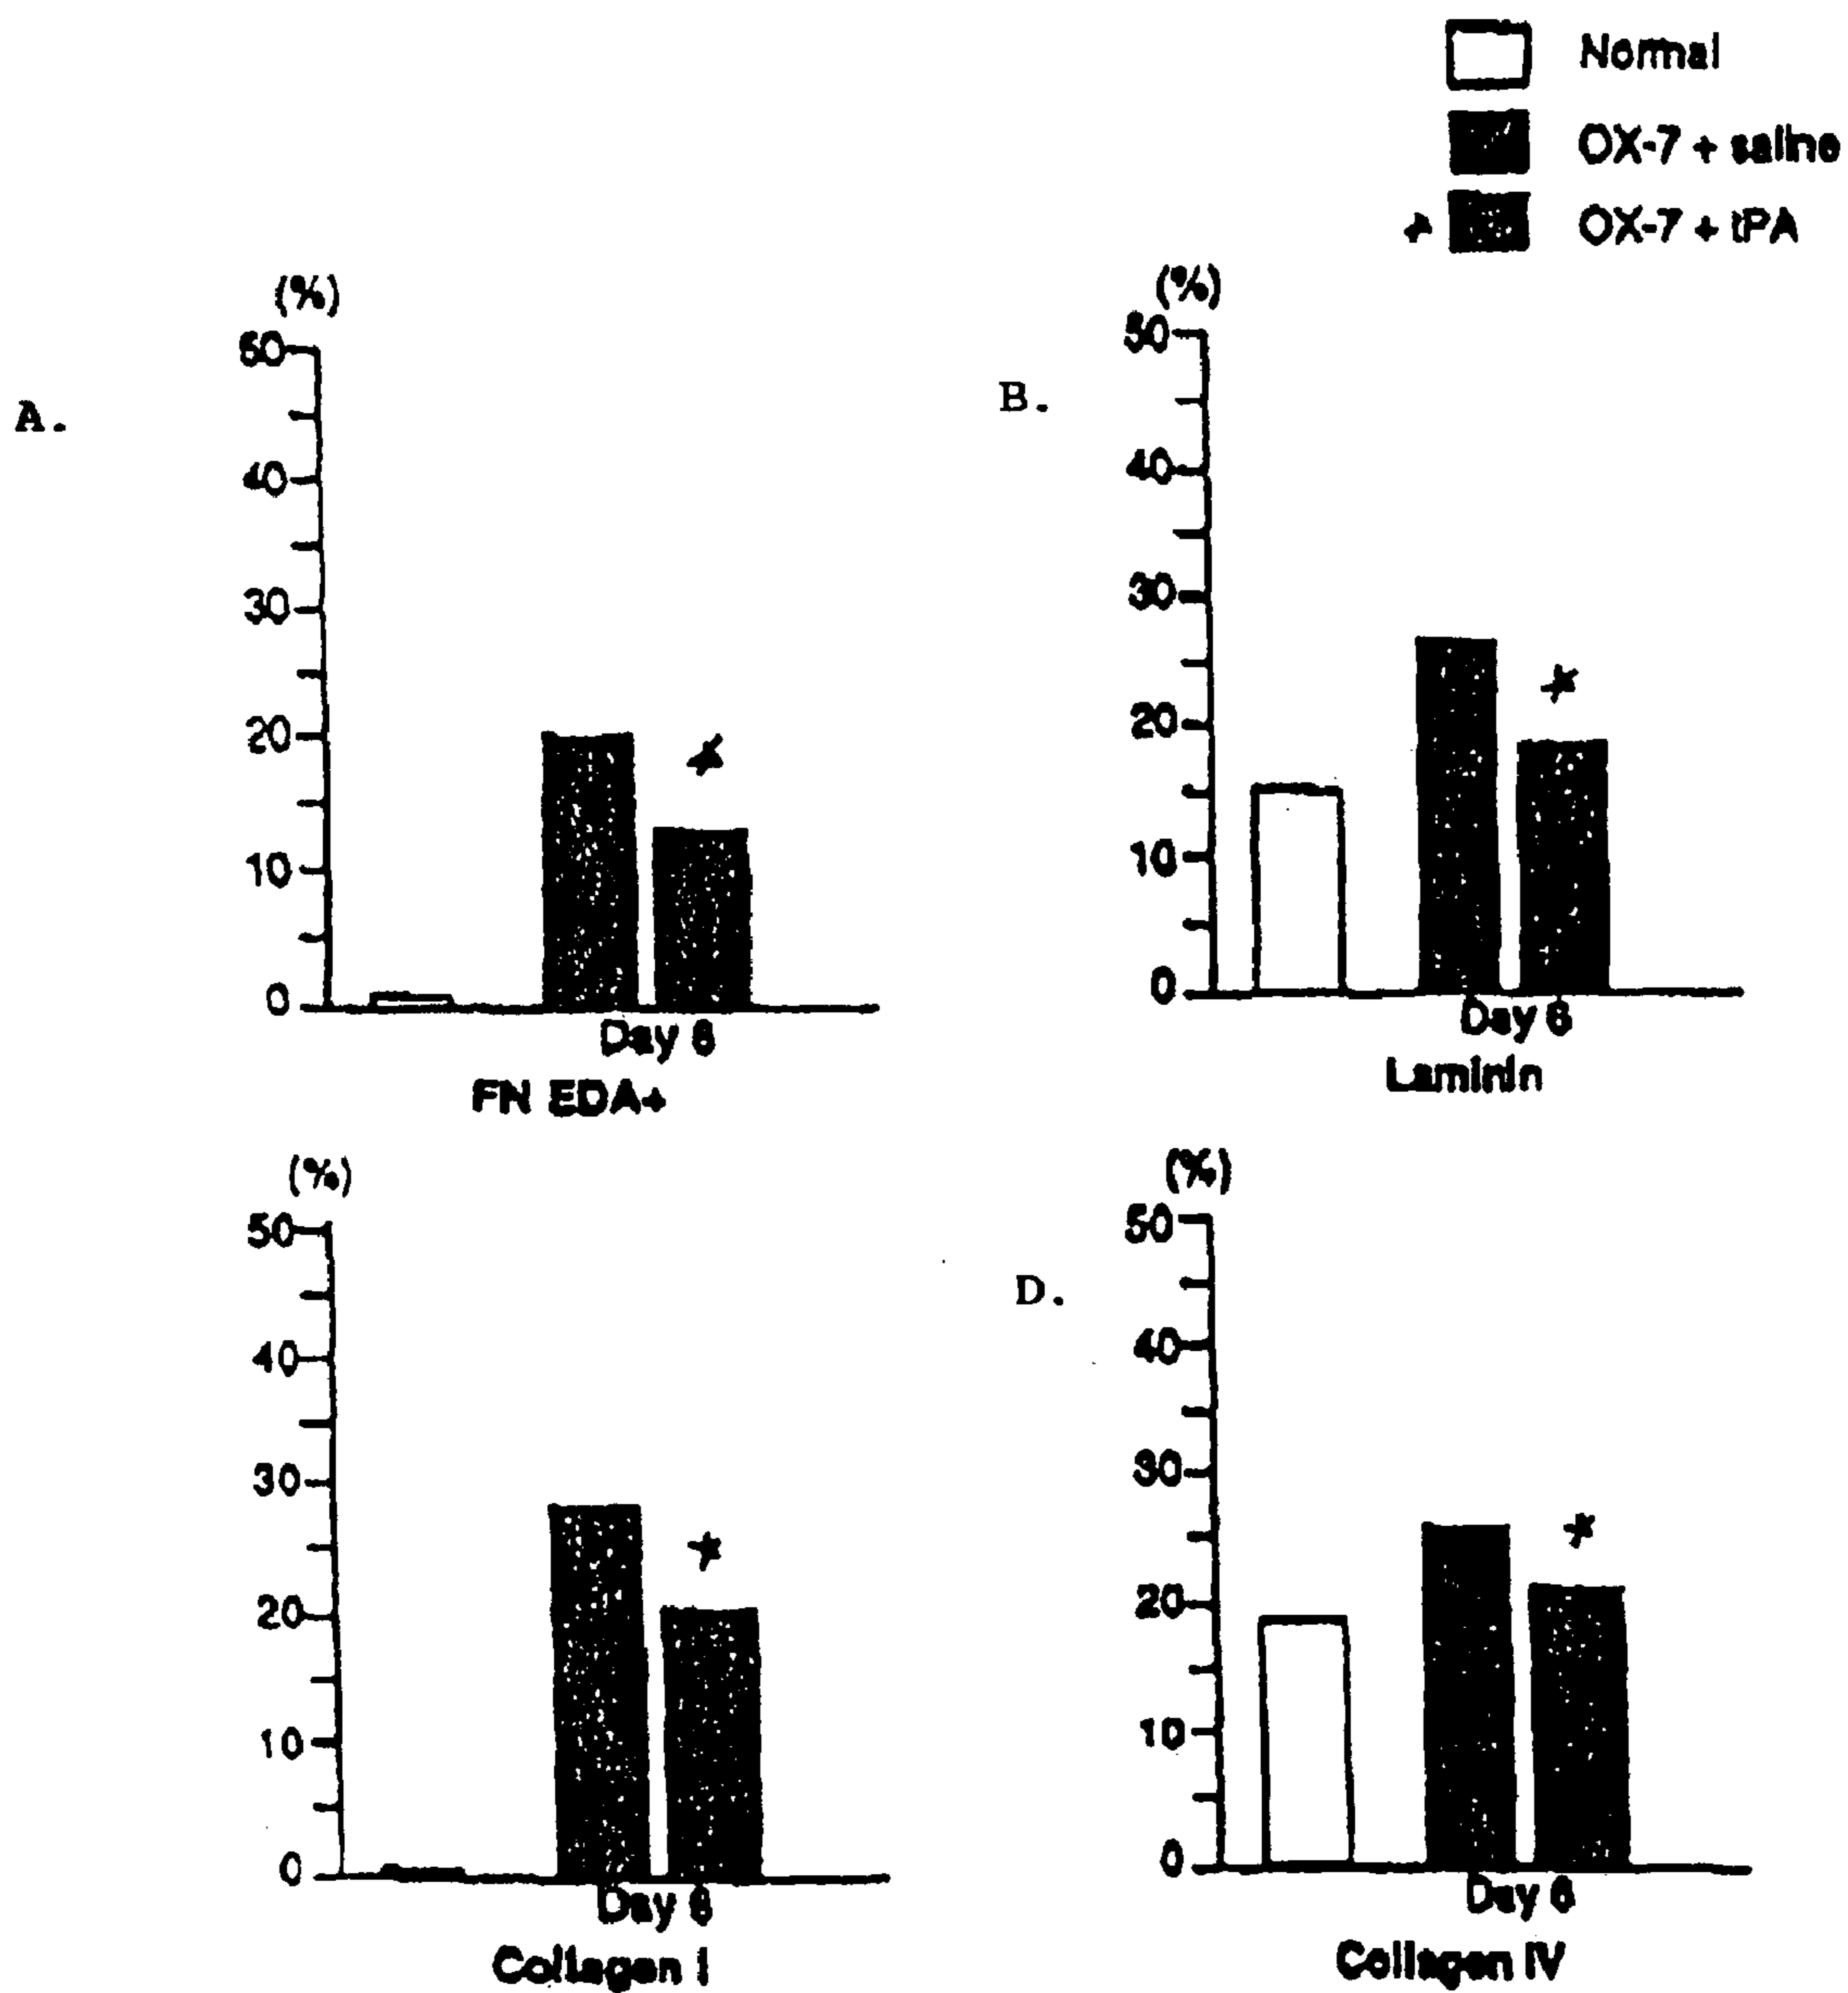 Normal
OX-7 + saline
OX-7 + tPA
A.
(%)
50
40
30
20
10
0
Day 6
FN EDA+
B.
(%)
50
40
30
20
10
0
Day 6
Laminin
(%)
50
40
30
20
10
0
Day 6
Collagen I
D.
(%)
50
40
30
20
10
0
Day 6
Collagen IV